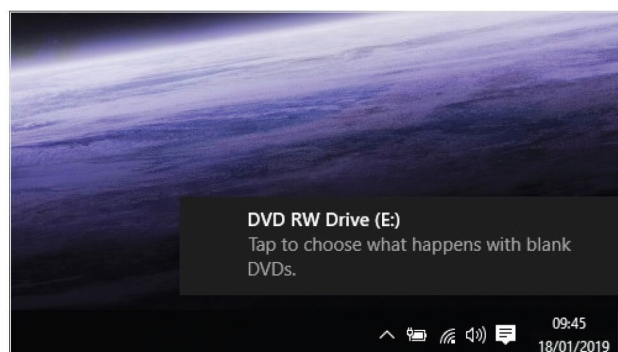 DVD RW Drive (E:)
Tap to choose what happens with blank
DVDs.
09:45
18/01/2019